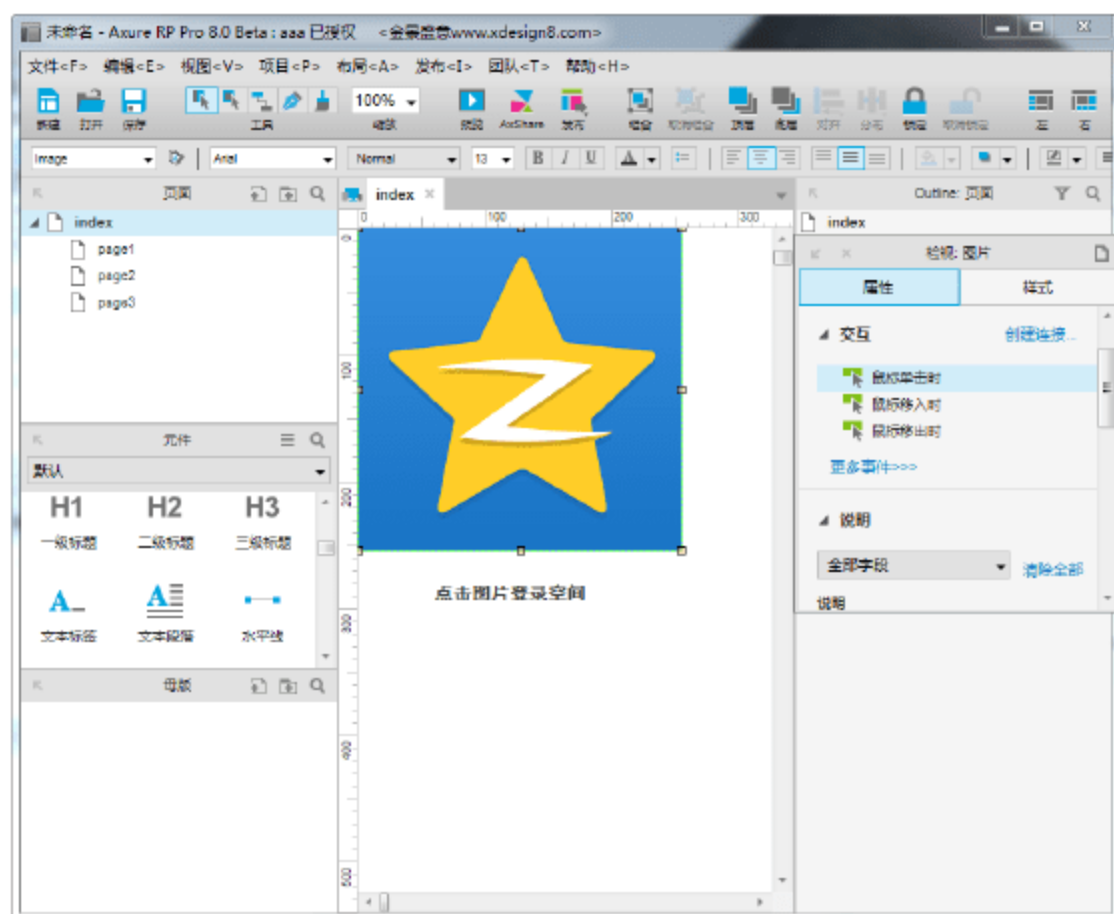 未命名 - Axure RP Pro 8.0 Beta : aaa 已授权 <金景盛意www.xdesign8.com>
文件<F> 编辑<E> 视图<V> 项目<P> 布局<A> 发布<I> 团队<T> 帮助<H>
100%
新建 打开 保存 工具 缩放 预览 AxShare 发布 组合 取消组合 顶层 底层 对齐 分布 锁定 取消锁定 左 右
Image Arial Normal 13 B I U A
页面
index
Outline: 页面
index
page1
page2
page3
index
0 100 200 300
100
200
300
400
500
检视: 图片
属性 样式
交互 创建连接...
鼠标单击时
鼠标移入时
鼠标移出时
更多事件>>>
说明
全部字段 清除全部
说明
元件
默认
H1 H2 H3
一级标题 二级标题 三级标题
A_ A
文本标签 文本段落 水平线
母版
点击图片登录空间